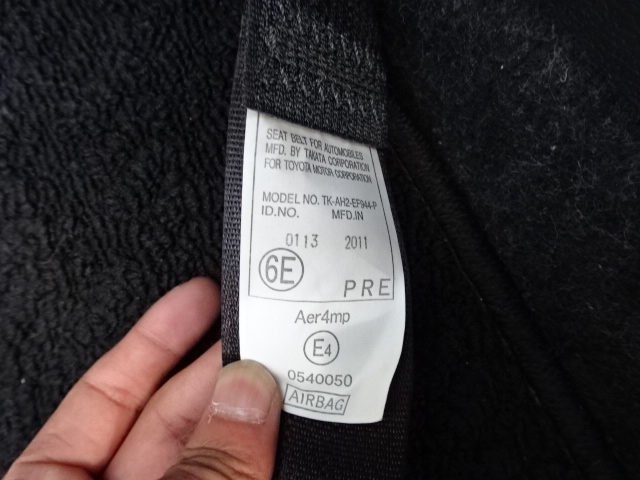 SEAT BELT FOR AUTOMOBILES
MFD. BY TAKATA CORPORATION
FOR TOYOTA MOTOR CORPORATION
MODEL NO. TK-AH2-EF944-P
ID.NO. MFD.IN
0113 2011
6E
PRE
Aer4mp
E4
0540050
AIRBAG